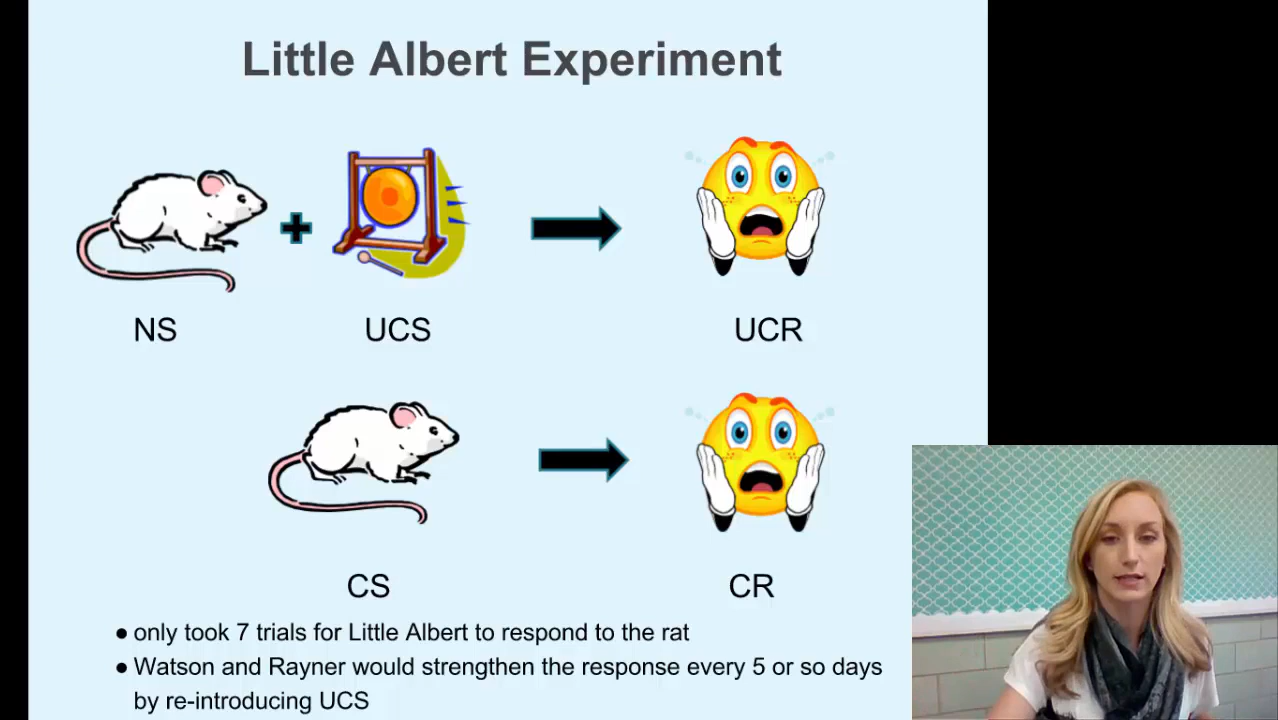 Little Albert Experiment
NS
UCS
UCR
CS
CR
● only took 7 trials for Little Albert to respond to the rat
● Watson and Rayner would strengthen the response every 5 or so days
by re-introducing UCS